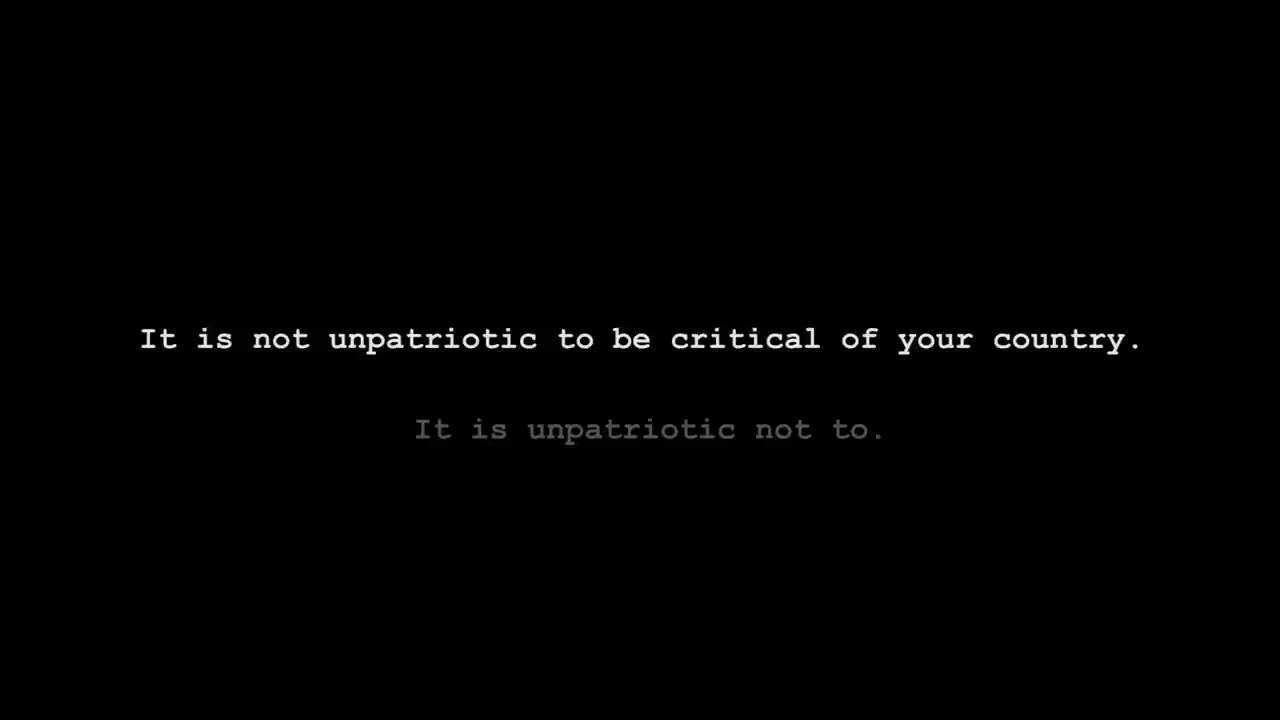 It is not unpatriotic to be critical of your country.
It is unpatriotic not to.